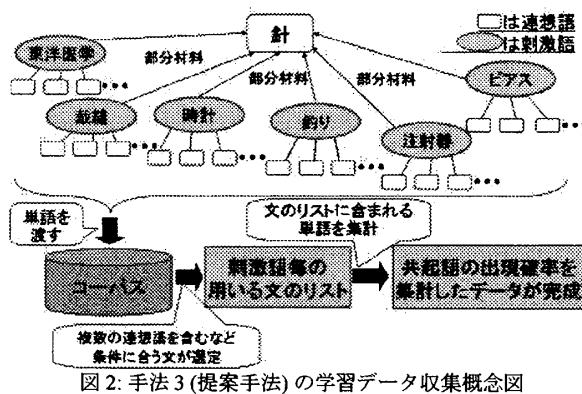 針
□は連想語
○は刺激語
東洋医学
部分材料
部分材料
部分材料
ピアス
裁縫
時計
釣り
注射器
単語を
渡す
文のリストに含まれる
単語を集計
コーパス
刺激語毎の
用いる文のリスト
共起語の出現確率を
集計したデータが完成
複数の連想語を含むなど
条件に合う文が選定
図 2: 手法 3 (提案手法) の学習データ収集概念図